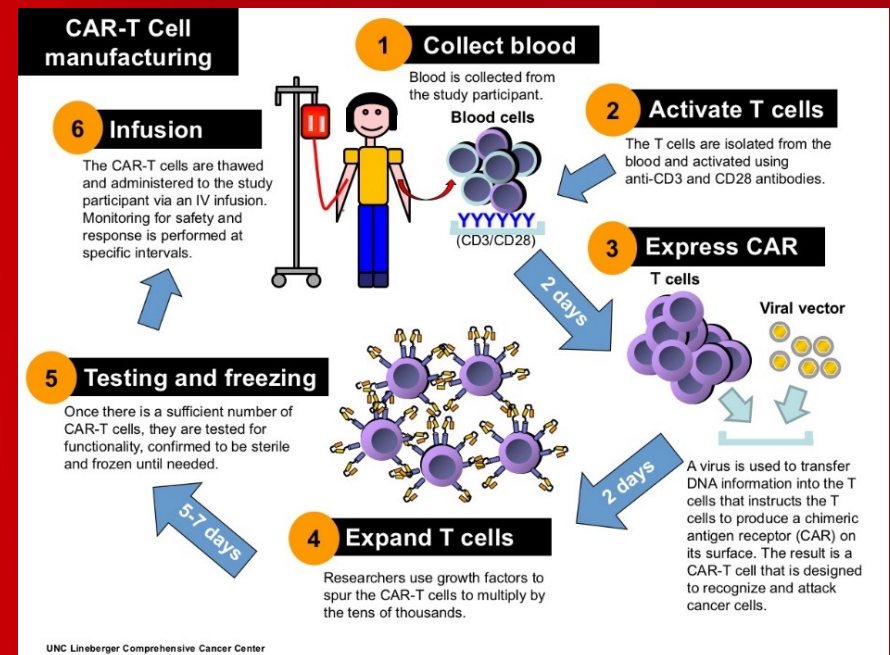 CAR-T Cell
manufacturing
1
Collect blood
Blood is collected from
the study participant.
Blood cells
YYYYYY
(CD3/CD28)
2
Activate T cells
The T cells are isolated from the
blood and activated using
anti-CD3 and CD28 antibodies.
2 days
3
Express CAR
T cells
Viral vector
A virus is used to transfer
DNA information into the T
cells that instructs the T
cells to produce a chimeric
antigen receptor (CAR) on
its surface. The result is a
CAR-T cell that is designed
to recognize and attack
cancer cells.
2 days
4
Expand T cells
Researchers use growth factors to
spur the CAR-T cells to multiply by
the tens of thousands.
5-7 days
5
Testing and freezing
Once there is a sufficient number of
CAR-T cells, they are tested for
functionality, confirmed to be sterile
and frozen until needed.
6
Infusion
The CAR-T cells are thawed
and administered to the study
participant via an IV infusion.
Monitoring for safety and
response is performed at
specific intervals.
UNC Lineberger Comprehensive Cancer Center